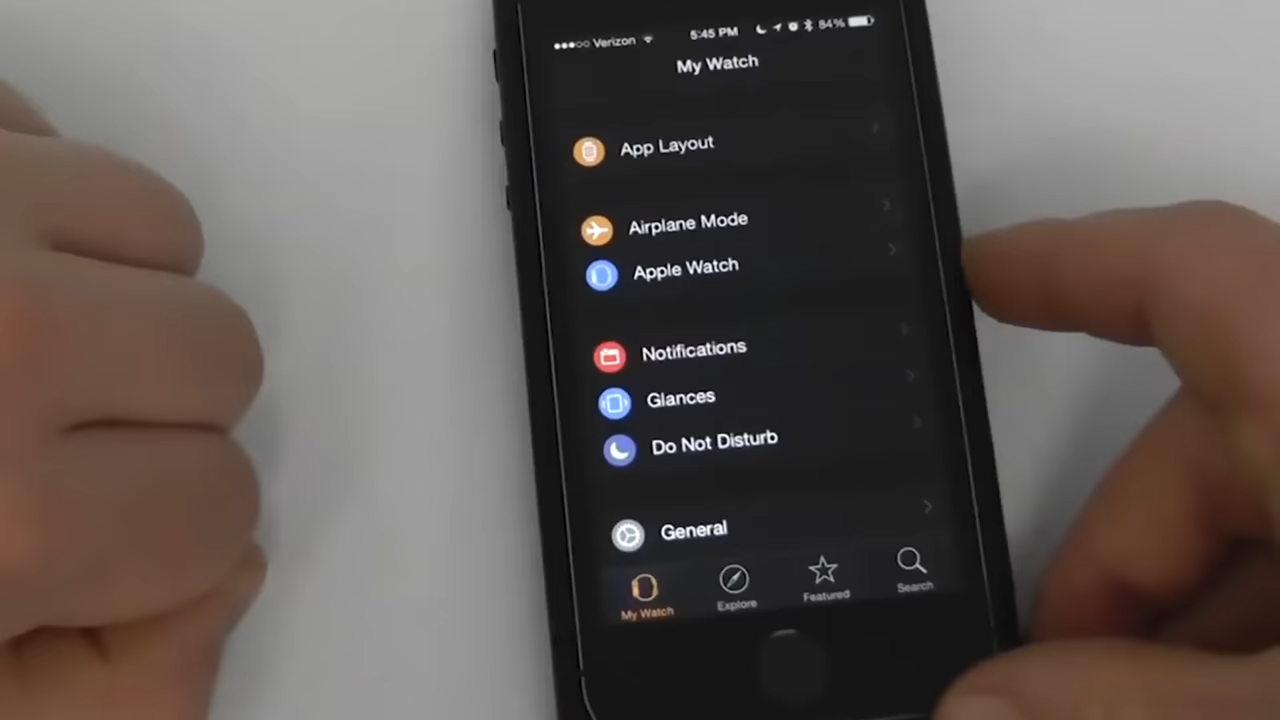 Verizon 5:45 PM 84%
My Watch
App Layout
Airplane Mode
Apple Watch
Notifications
Glances
Do Not Disturb
General
My Watch Explore Featured Search